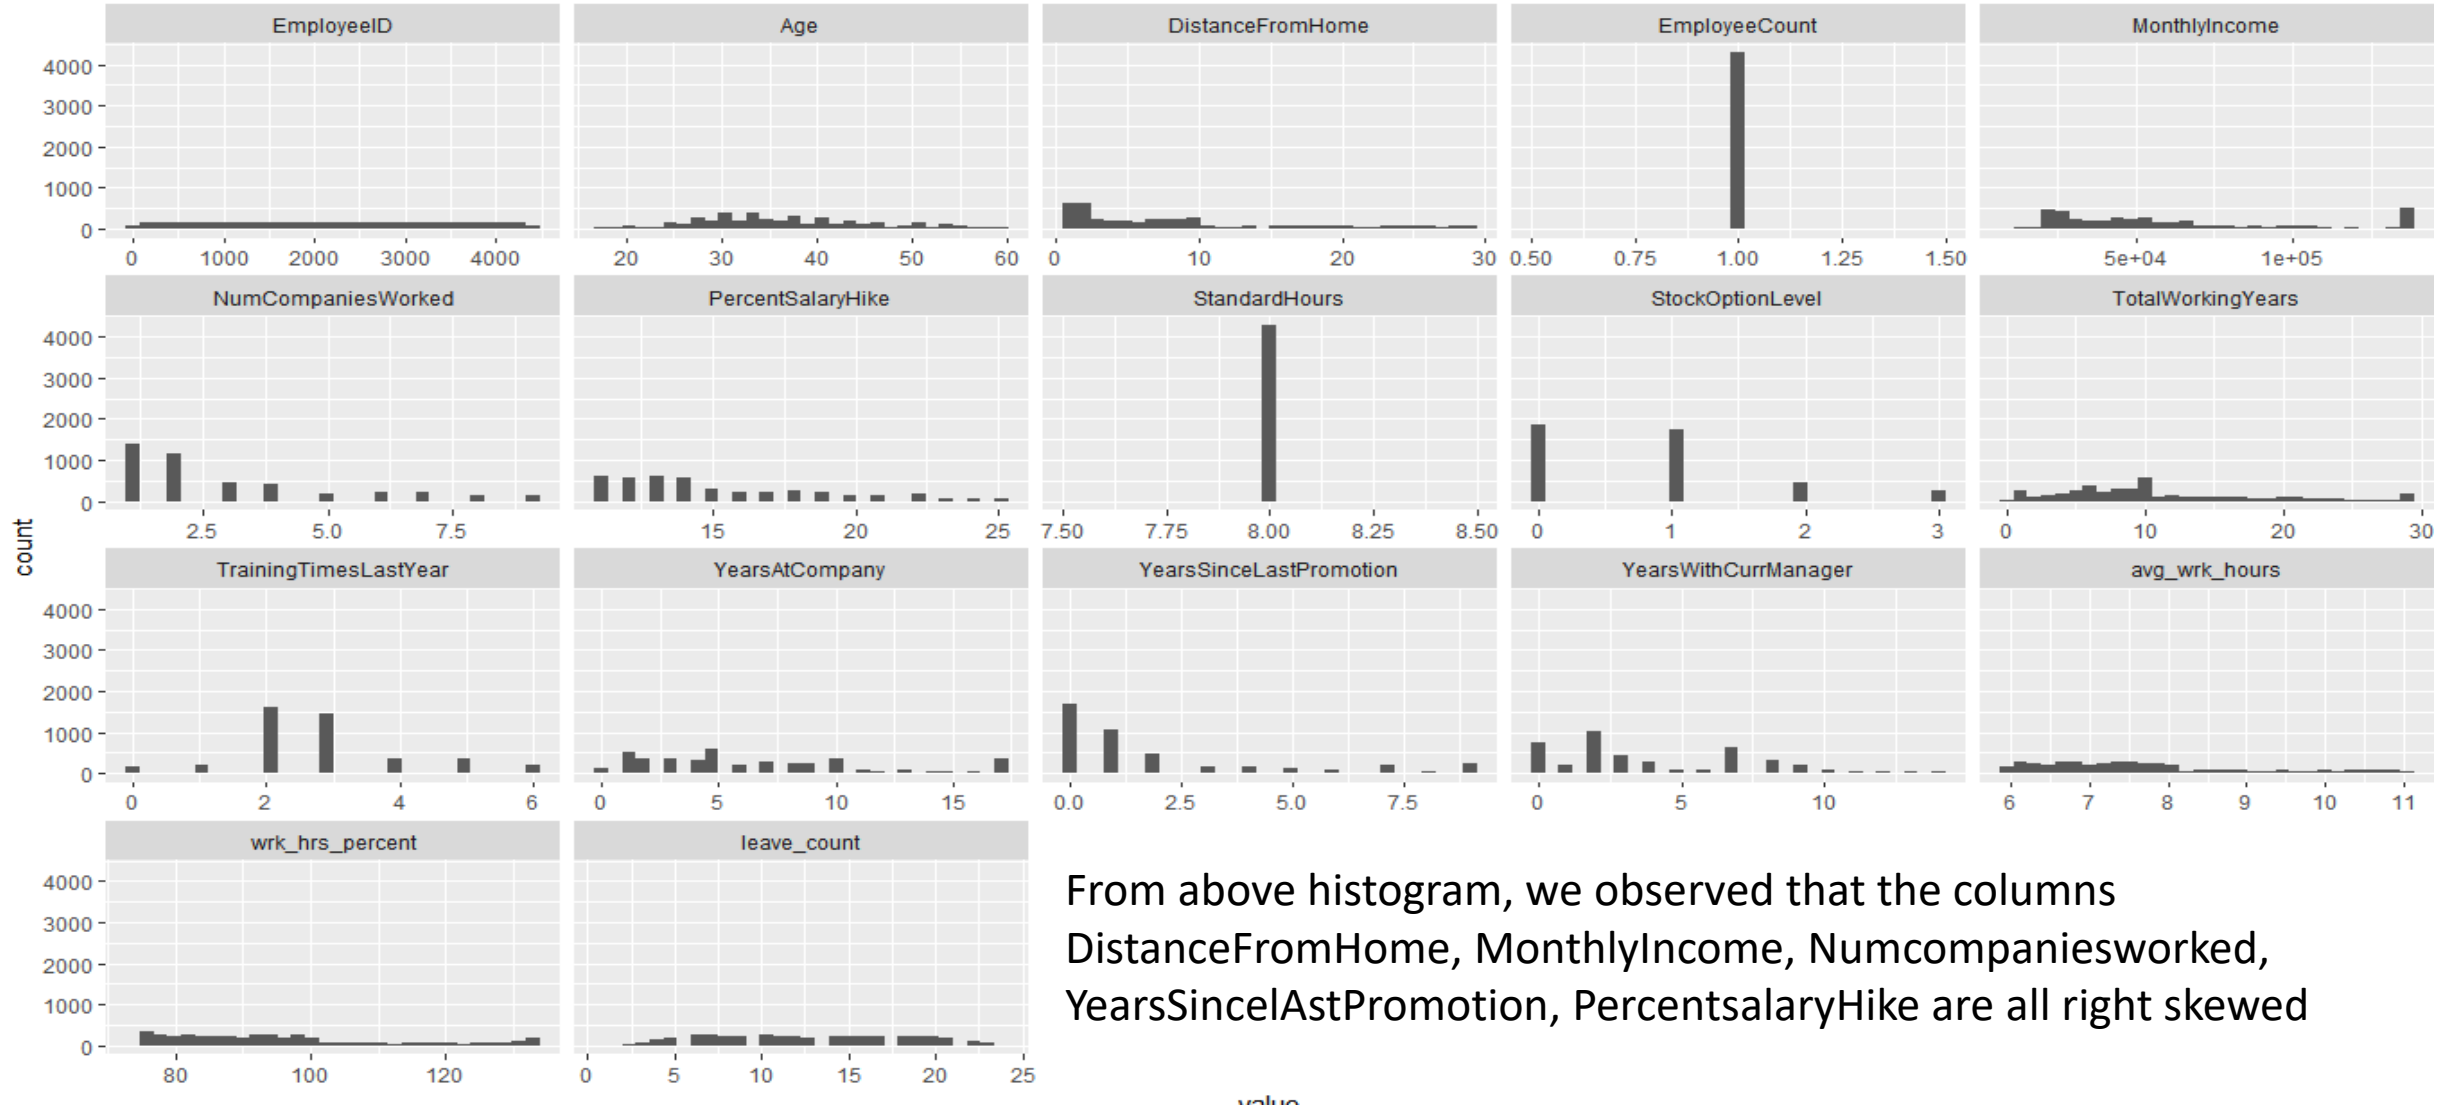 EmployeeID Age DistanceFromHome EmployeeCount MonthlyIncome
4000
3000
2000
1000
0
0 1000 2000 3000 4000 20 30 40 50 60 0 10 20 30 0.50 0.75 1.00 1.25 1.50 5e+04 1e+05
NumCompaniesWorked PercentSalaryHike StandardHours StockOptionLevel TotalWorkingYears
4000
3000
2000
1000
0
2.5 5.0 7.5 15 20 25 7.50 7.75 8.00 8.25 8.50 0 1 2 3 0 10 20 30
count
TrainingTimesLastYear YearsAtCompany YearsSinceLastPromotion YearsWithCurrManager avg_wrk_hours
4000
3000
2000
1000
0
0 2 4 6 0 5 10 15 0.0 2.5 5.0 7.5 0 5 10 6 7 8 9 10 11
wrk_hrs_percent leave_count
4000
3000
2000
1000
0
80 100 120 0 5 10 15 20 25
From above histogram, we observed that the columns
DistanceFromHome, MonthlyIncome, Numcompaniesworked,
YearsSincelAstPromotion, PercentsalaryHike are all right skewed
value